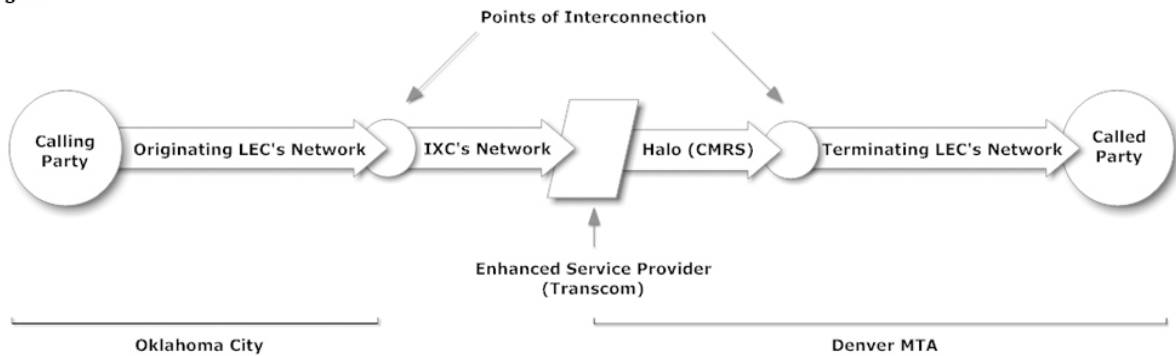 Points of Interconnection
Calling
Party
Originating LEC's Network
IXC's Network
Halo (CMRS)
Terminating LEC's Network
Called
Party
Enhanced Service Provider
(Transcom)
Oklahoma City
Denver MTA